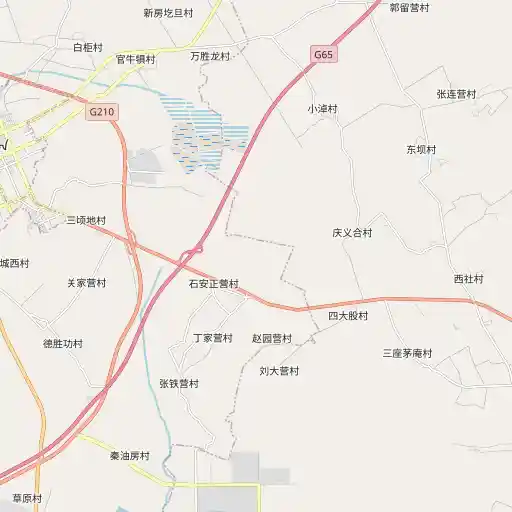 郭留营村
新房圪旦村
白柜村
官牛犋村
万胜龙村
G65
张连营村
小淖村
G210
东坝村
三顷地村
庆义合村
城西村
关家营村
石安正营村
西社村
四大股村
丁家营村
赵园营村
德胜功村
三座茅庵村
刘大营村
张铁营村
秦油房村
草原村